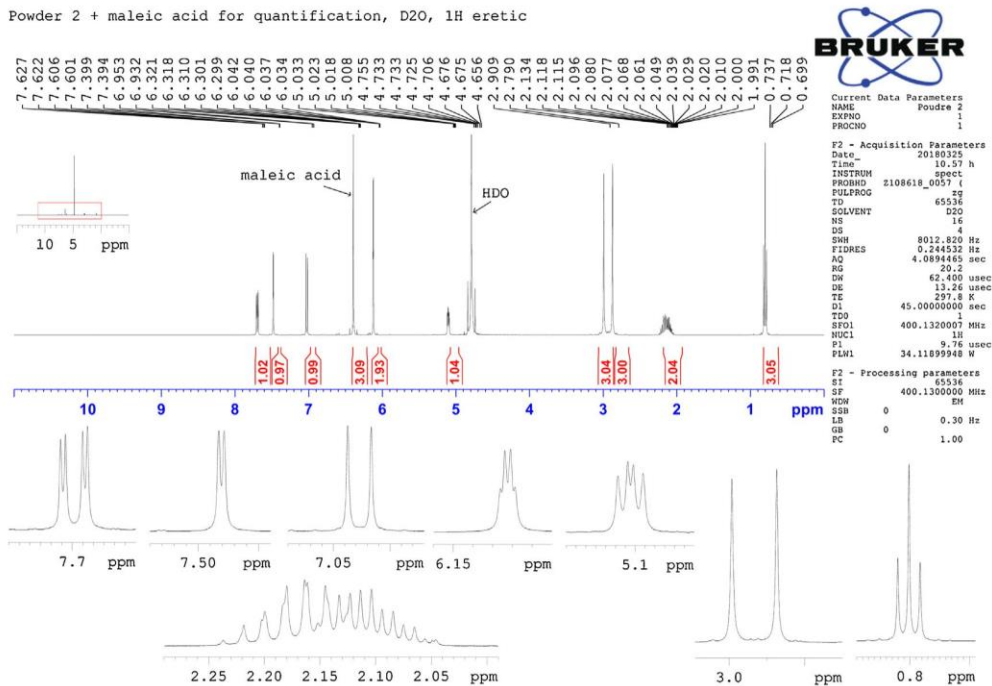 Powder 2 + maleic acid for quantification, D2O, 1H eretic
7.627
7.622
7.606
7.601
7.399
7.394
6.953
6.932
6.321
6.318
6.310
6.301
6.299
6.042
6.040
6.037
6.034
5.033
5.023
5.018
5.008
4.755
4.733
4.733
4.725
4.706
4.676
4.675
4.656
2.909
2.790
2.134
2.118
2.115
2.096
2.080
2.077
2.068
2.061
2.049
2.039
2.029
2.020
2.010
2.000
1.991
0.737
0.718
0.699
BRUKER
Current Data Parameters
NAME Poudre 2
EXPNO 1
PROCNO 1
F2 - Acquisition Parameters
Date_ 20180325
Time 10.57 h
INSTRUM spect
PROBHD Z108618_0057 (
PULPROG zg
TD 65536
SOLVENT D2O
NS 16
DS 4
SWH 8012.820 Hz
FIDRES 0.244532 Hz
AQ 4.0894465 sec
RG 20.2
DW 62.400 usec
DE 13.26 usec
TE 297.8 K
D1 45.00000000 sec
TD0 1
SFO1 400.1320007 MHz
NUC1 1H
P1 9.76 usec
PLW1 34.11899948 W
F2 - Processing parameters
SI 65536
SF 400.1300000 MHz
WDW EM
SSB 0
LB 0.30 Hz
GB 0
PC 1.00
maleic acid
HDO
10 5 ppm
1.02
0.97
0.99
3.09
1.93
1.04
3.04
3.00
2.04
3.05
10 9 8 7 6 5 4 3 2 1 ppm
7.7 ppm
7.50 ppm
7.05 ppm
6.15 ppm
5.1 ppm
2.25 2.20 2.15 2.10 2.05 ppm
3.0 ppm
0.8 ppm